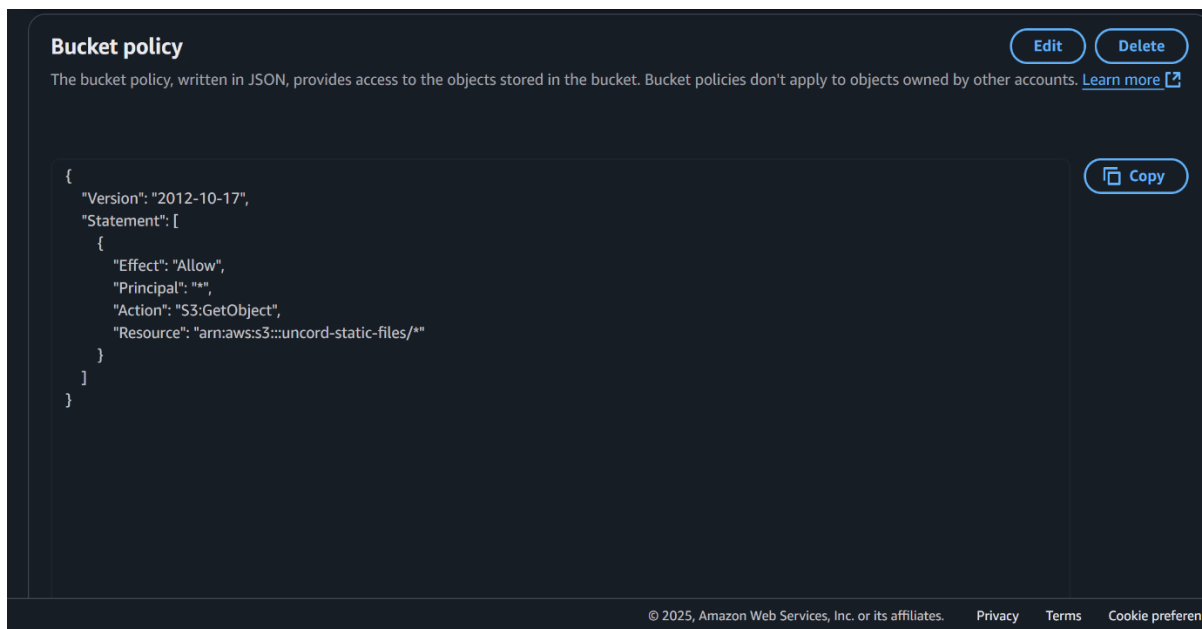 Bucket policy
Edit
Delete
The bucket policy, written in JSON, provides access to the objects stored in the bucket. Bucket policies don't apply to objects owned by other accounts. Learn more
Copy
{
"Version": "2012-10-17",
"Statement": [
{
"Effect": "Allow",
"Principal": "*",
"Action": "S3:GetObject",
"Resource": "arn:aws:s3:::uncord-static-files/*"
}
]
}
© 2025, Amazon Web Services, Inc. or its affiliates. Privacy Terms Cookie preferen